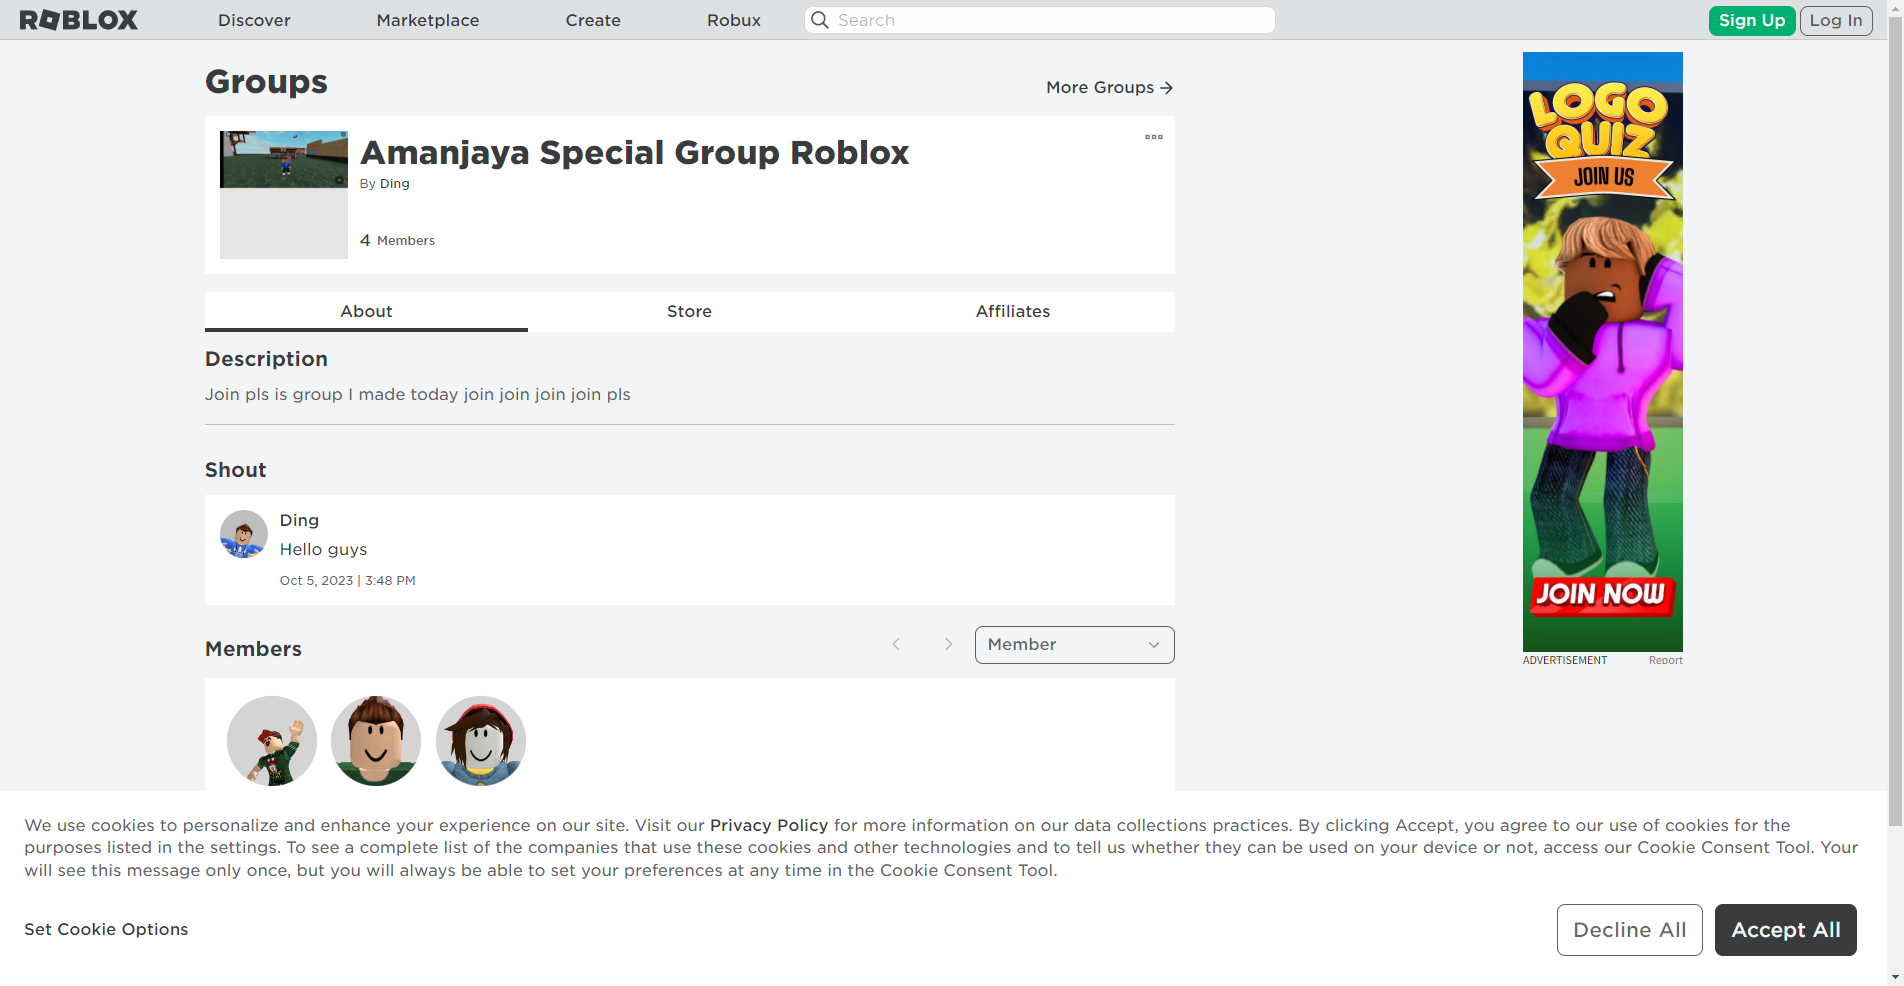 ROBLOX
Discover
Marketplace
Create
Robux
Search
Sign Up
Log In
Groups
More Groups
Amanjaya Special Group Roblox
By Ding
4 Members
About
Store
Affiliates
Description
Join pls is group I made today join join join join pls
Shout
Ding
Hello guys
Oct 5, 2023 | 3:48 PM
Members
Member
LOGO
QUIZ
JOIN US
JOIN NOW
ADVERTISEMENT
Report
We use cookies to personalize and enhance your experience on our site. Visit our Privacy Policy for more information on our data collections practices. By clicking Accept, you agree to our use of cookies for the
purposes listed in the settings. To see a complete list of the companies that use these cookies and other technologies and to tell us whether they can be used on your device or not, access our Cookie Consent Tool. Your
will see this message only once, but you will always be able to set your preferences at any time in the Cookie Consent Tool.
Set Cookie Options
Decline All
Accept All